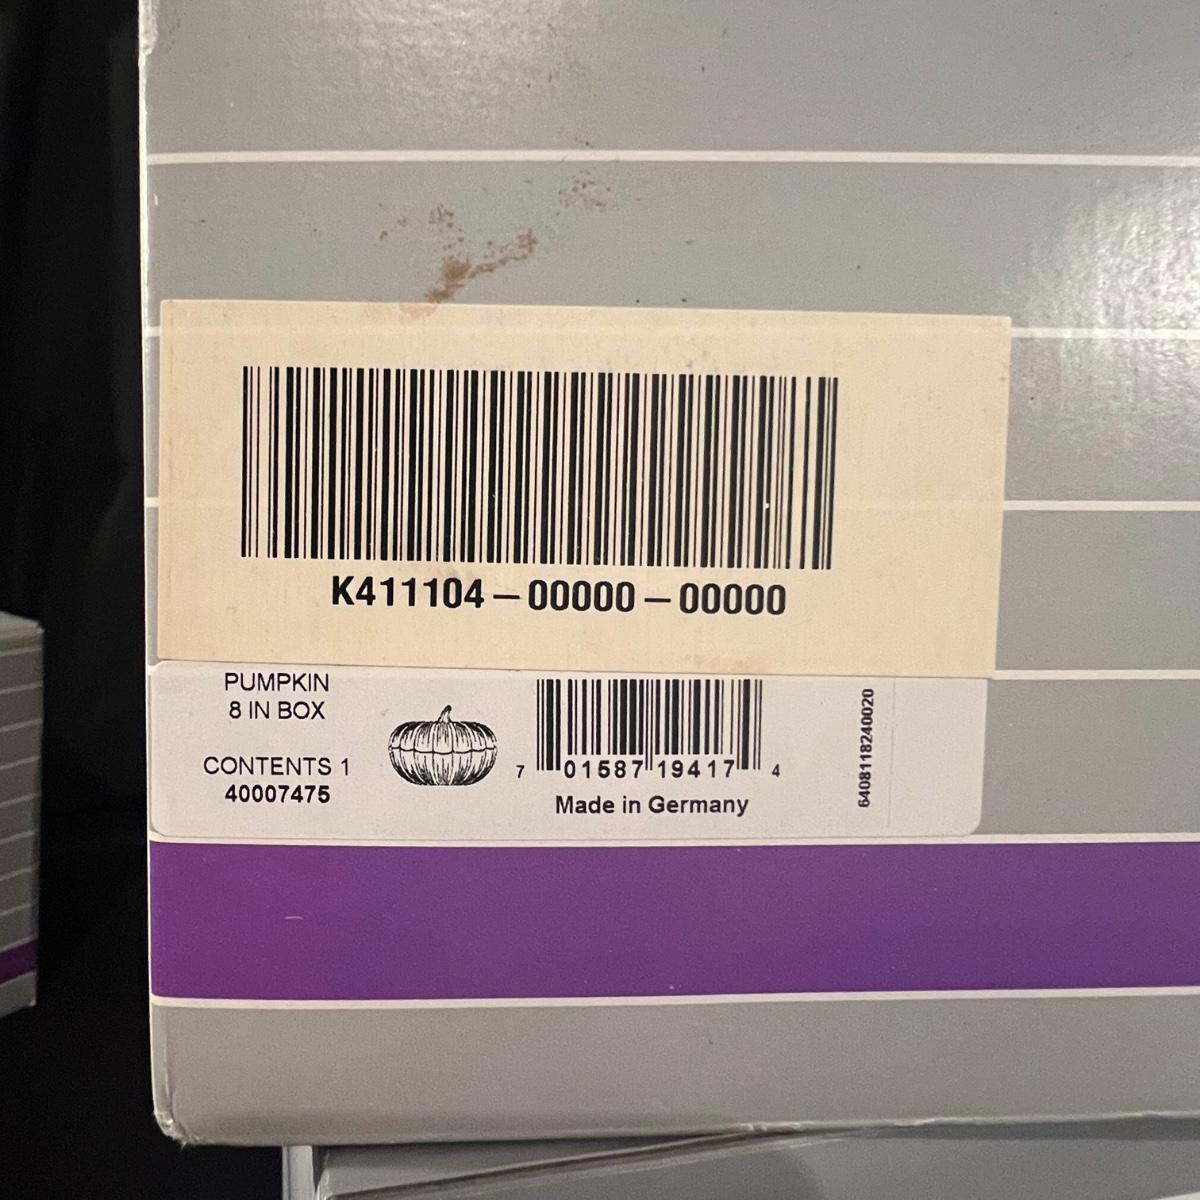 K411104-00000-00000
PUMPKIN
8 IN BOX
CONTENTS 1
40007475
7 01587 19417 4
Made in Germany
6408118240020